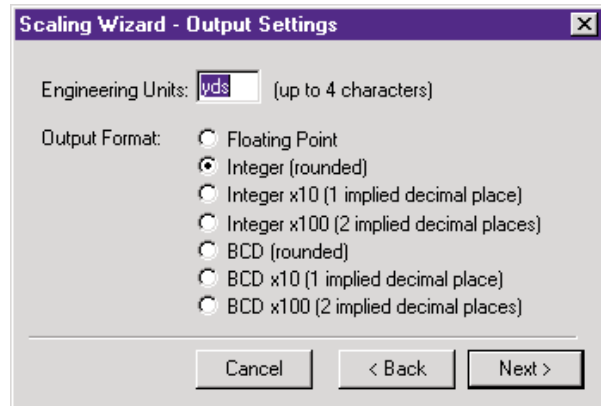 Scaling Wizard - Output Settings
Engineering Units: yds (up to 4 characters)
Output Format: Floating Point
Integer (rounded)
Integer x10 (1 implied decimal place)
Integer x100 (2 implied decimal places)
BCD (rounded)
BCD x10 (1 implied decimal place)
BCD x100 (2 implied decimal places)
Cancel < Back Next >